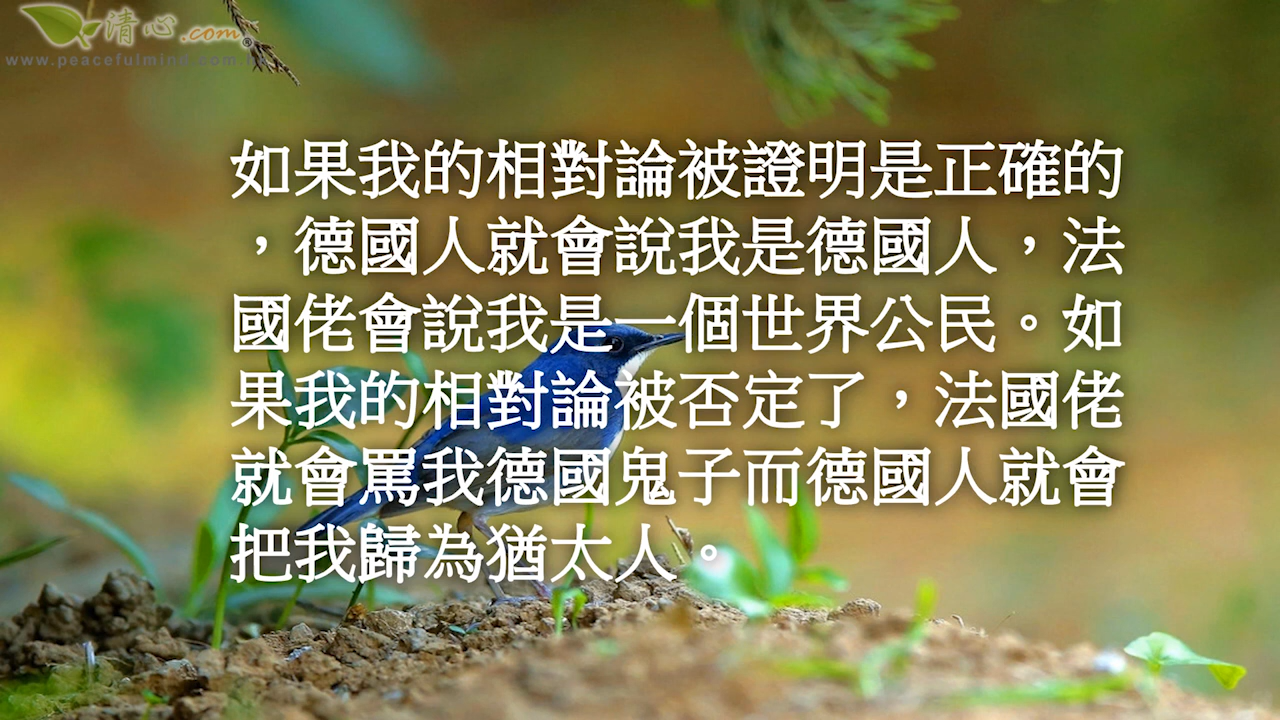 清心.com®
www.peacefulmind.com.
如果我的相對論被證明是正確的
，德國人就會說我是德國人，法
國佬會說我是一個世界公民。如
果我的相對論被否定了，法國佬
就會罵我德國鬼子而德國人就會
把我歸為猶太人。